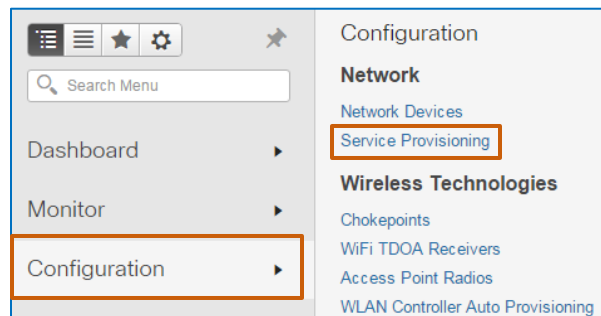 Search Menu
Dashboard
Monitor
Configuration
Configuration
Network
Network Devices
Service Provisioning
Wireless Technologies
Chokepoints
WiFi TDOA Receivers
Access Point Radios
WLAN Controller Auto Provisioning